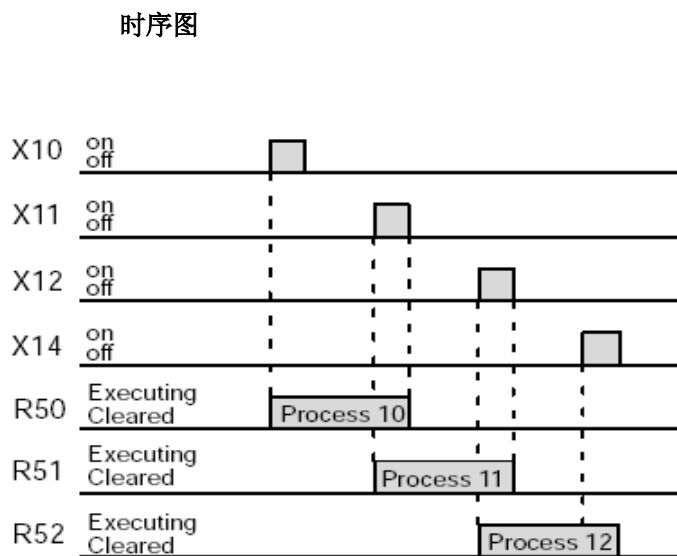 时序图
X10 on
off
X11 on
off
X12 on
off
X14 on
off
R50 Executing
Cleared Process 10
R51 Executing
Cleared Process 11
R52 Executing
Cleared Process 12